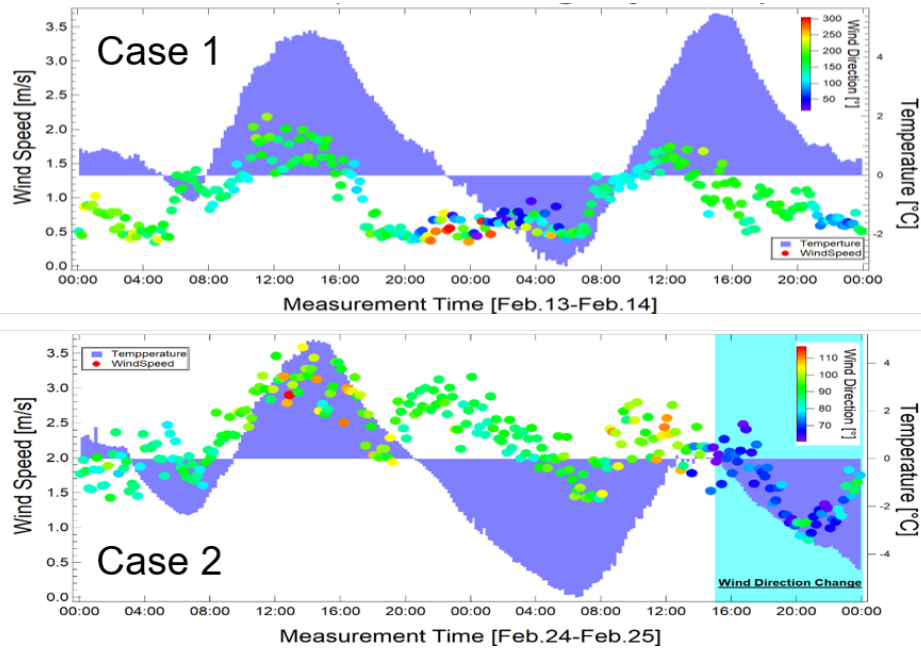 Case 1
Wind Speed [m/s]
3.5
3.0
2.5
2.0
1.5
1.0
0.5
0.0
300
250
200
150
100
50
Wind Direction [°]
4
2
0
-2
Temperature [°C]
Temperture
WindSpeed
00:00 04:00 08:00 12:00 16:00 20:00 00:00 04:00 08:00 12:00 16:00 20:00 00:00
Measurement Time [Feb.13-Feb.14]
Tempperature
WindSpeed
Case 2
Wind Speed [m/s]
3.5
3.0
2.5
2.0
1.5
1.0
0.5
0.0
110
100
90
80
70
Wind Direction [°]
4
2
0
-2
-4
Temperature [°C]
Wind Direction Change
00:00 04:00 08:00 12:00 16:00 20:00 00:00 04:00 08:00 12:00 16:00 20:00 00:00
Measurement Time [Feb.24-Feb.25]